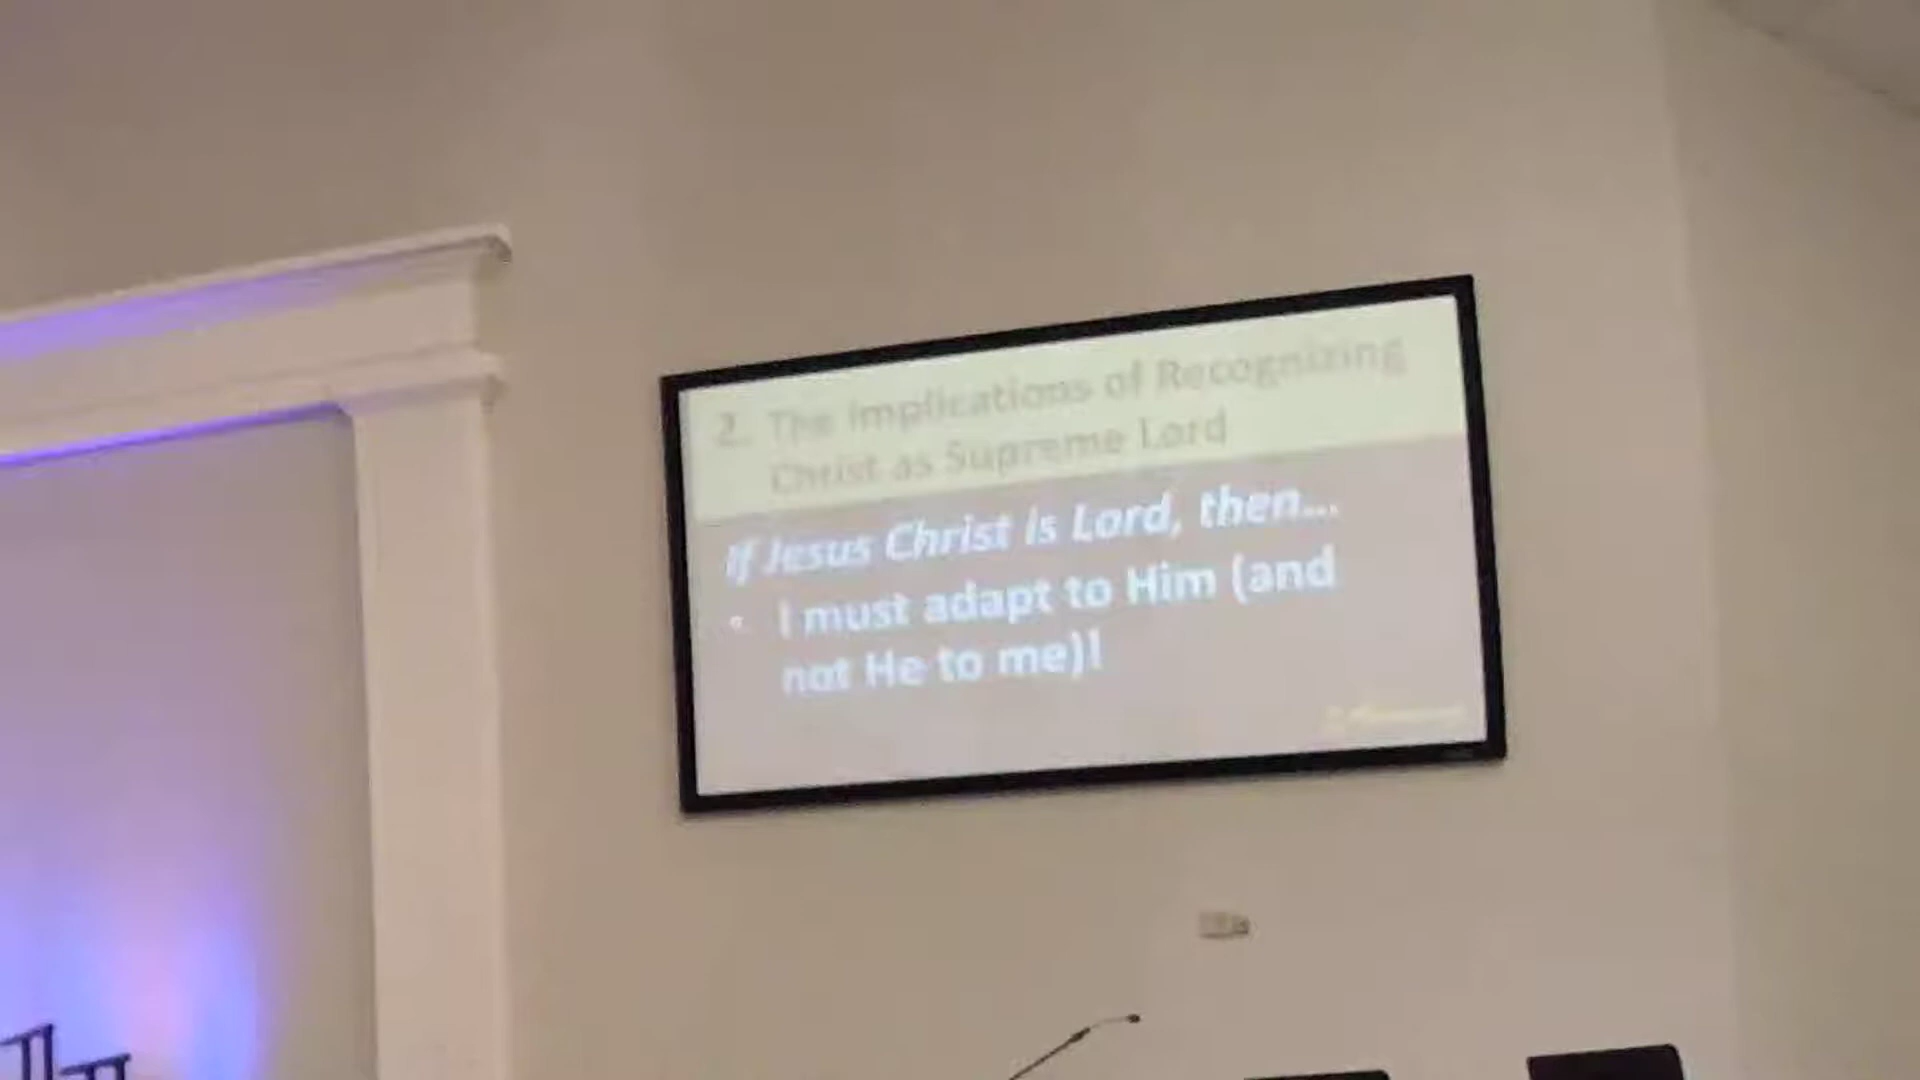 2. The Implications of Recognizing
Christ as Supreme Lord
If Jesus Christ is Lord, then...
• I must adapt to Him (and
not He to me)!